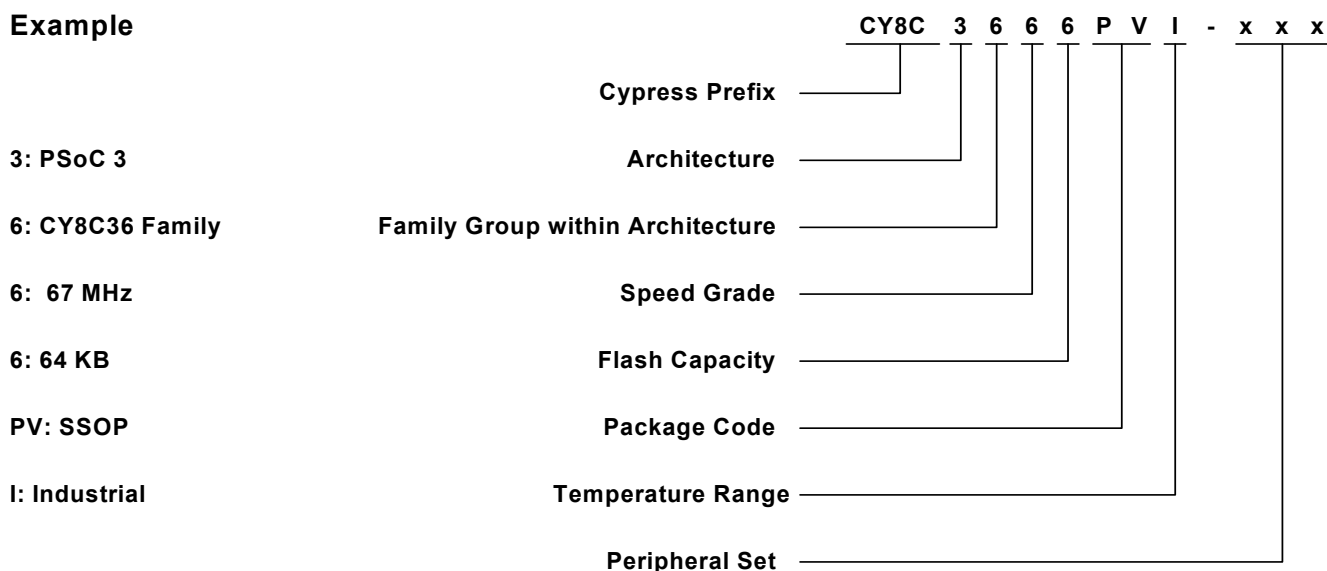 Example CY8C 3 6 6 6 P V I - x x x
Cypress Prefix
3: PSoC 3 Architecture
6: CY8C36 Family Family Group within Architecture
6: 67 MHz Speed Grade
6: 64 KB Flash Capacity
PV: SSOP Package Code
I: Industrial Temperature Range
Peripheral Set